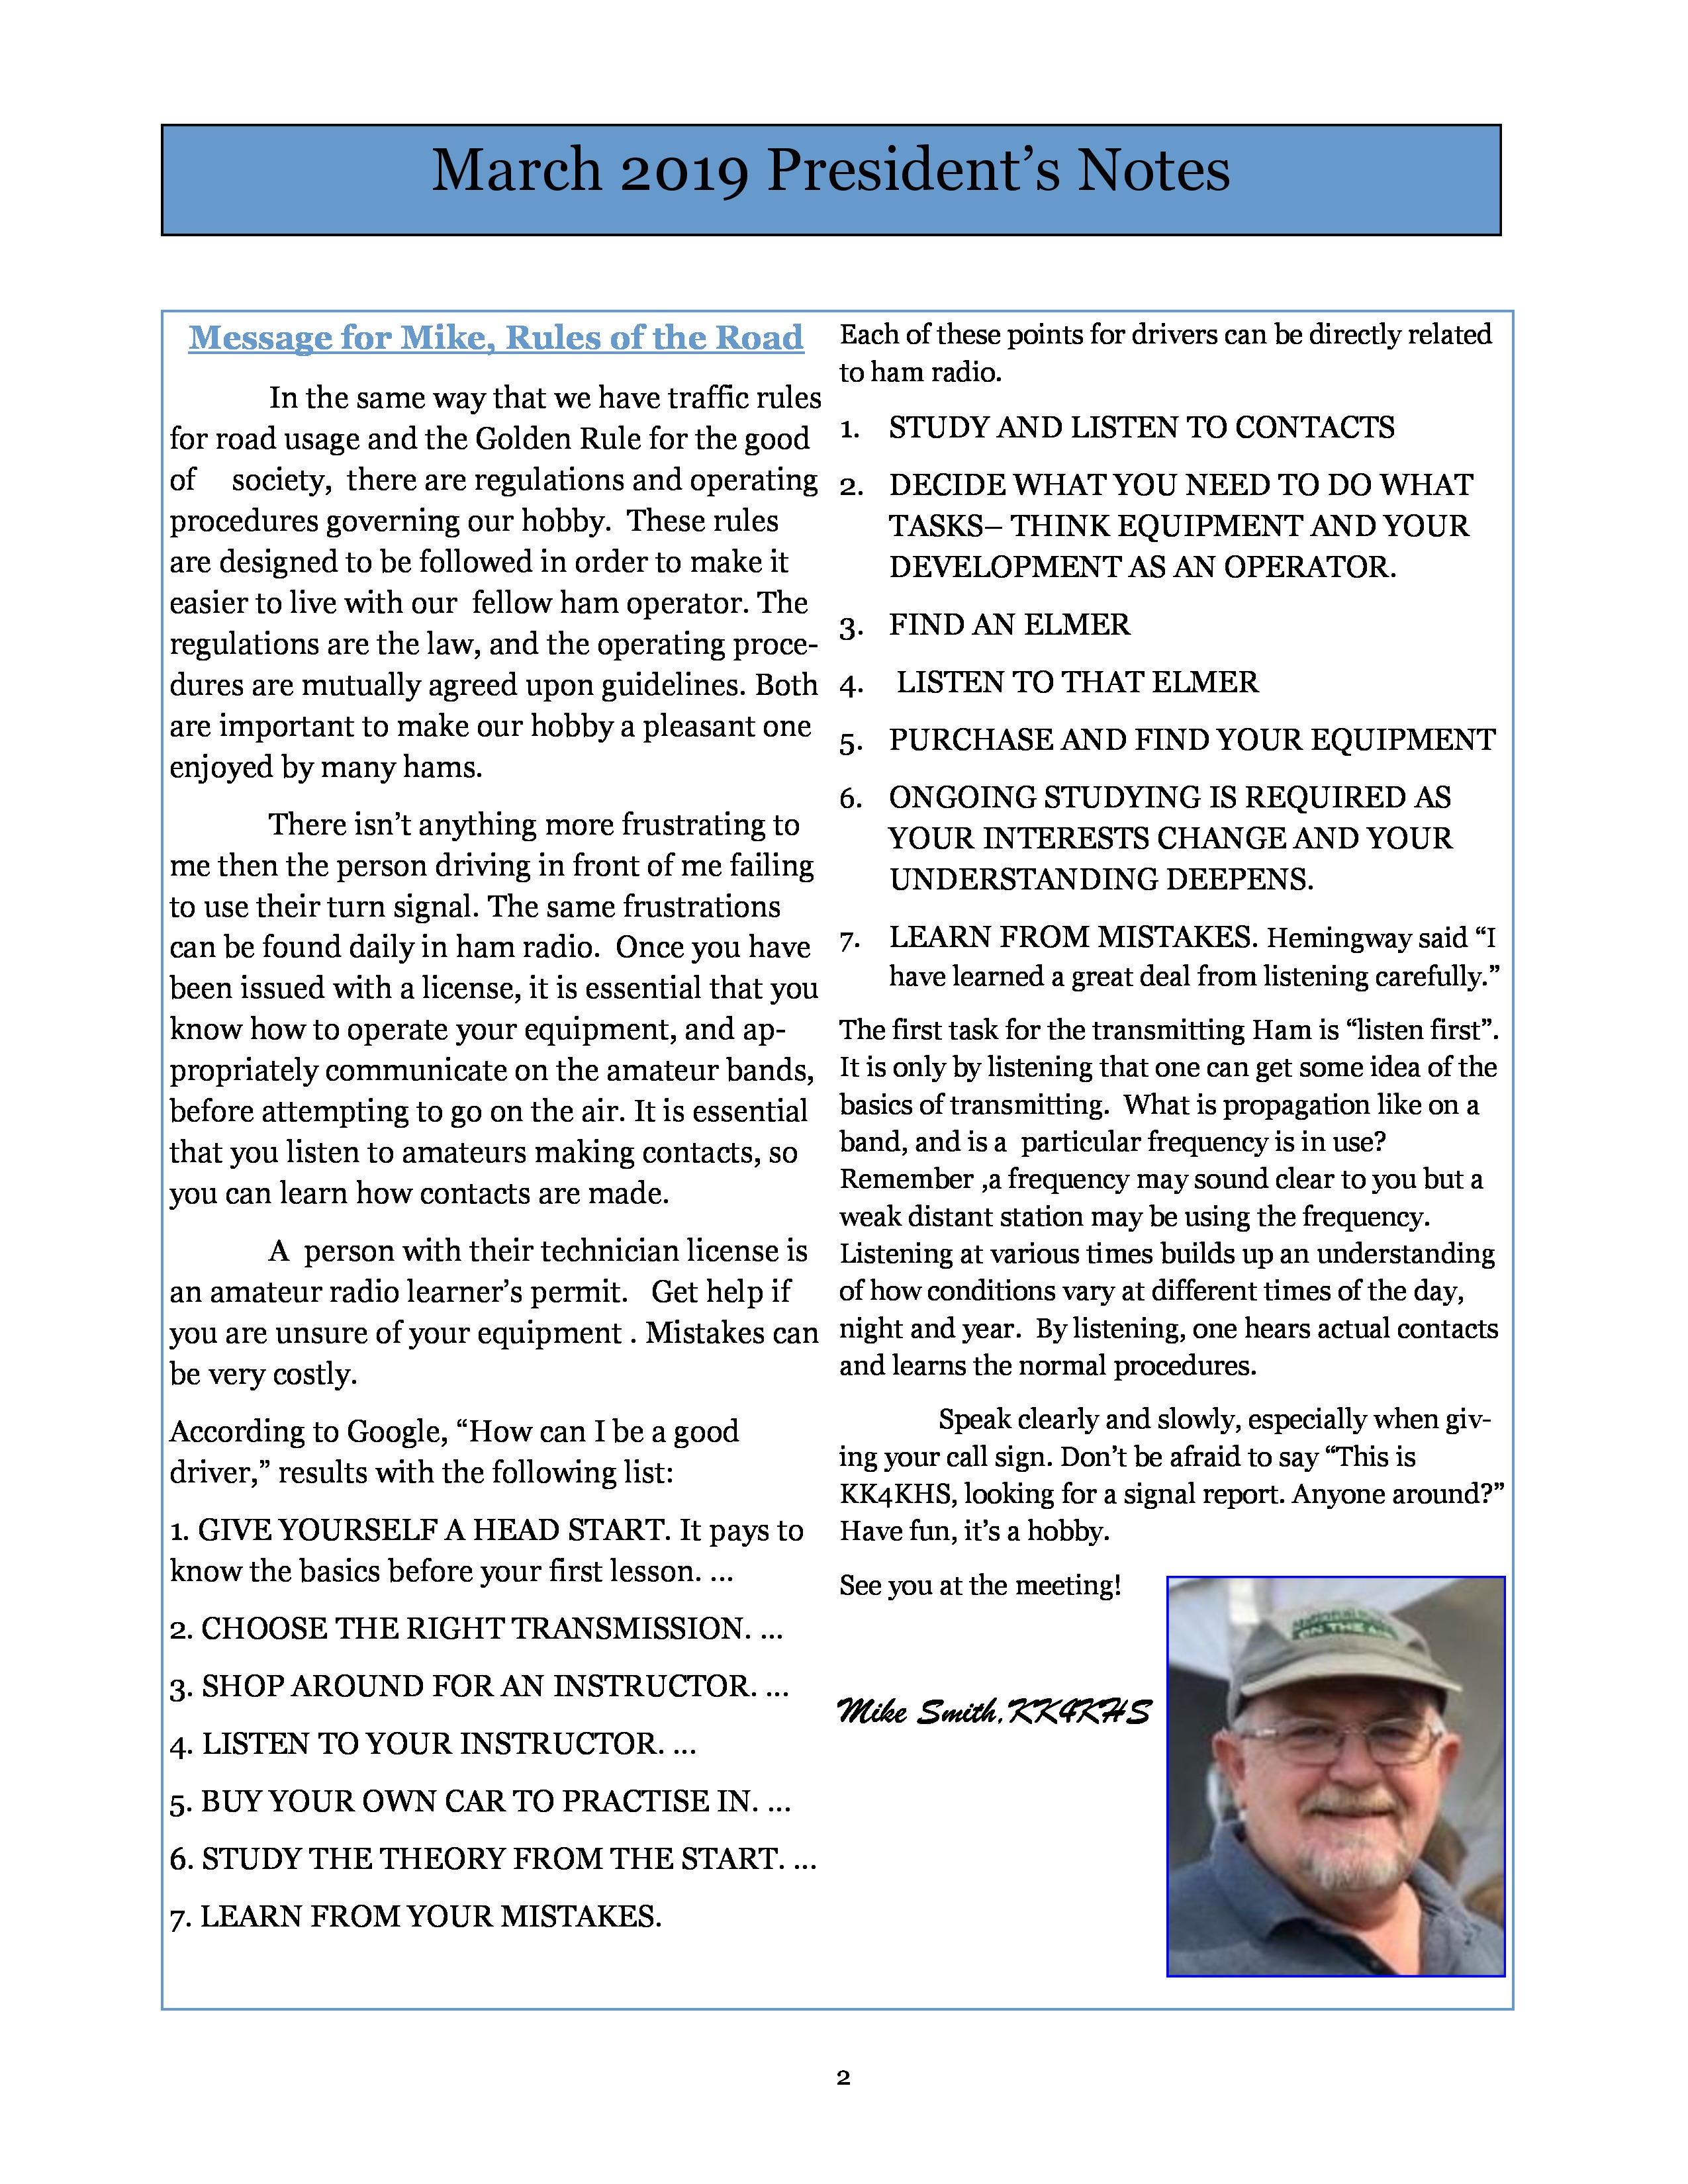 March 2019 President’s Notes
Message for Mike, Rules of the Road
In the same way that we have traffic rules
for road usage and the Golden Rule for the good
of society, there are regulations and operating
procedures governing our hobby. These rules
are designed to be followed in order to make it
easier to live with our fellow ham operator. The
regulations are the law, and the operating proce-
dures are mutually agreed upon guidelines. Both
are important to make our hobby a pleasant one
enjoyed by many hams.
There isn’t anything more frustrating to
me then the person driving in front of me failing
to use their turn signal. The same frustrations
can be found daily in ham radio. Once you have
been issued with a license, it is essential that you
know how to operate your equipment, and ap-
propriately communicate on the amateur bands,
before attempting to go on the air. It is essential
that you listen to amateurs making contacts, so
you can learn how contacts are made.
A person with their technician license is
an amateur radio learner’s permit. Get help if
you are unsure of your equipment . Mistakes can
be very costly.
According to Google, “How can I be a good
driver,” results with the following list:
1. GIVE YOURSELF A HEAD START. It pays to
know the basics before your first lesson. ...
2. CHOOSE THE RIGHT TRANSMISSION. ...
3. SHOP AROUND FOR AN INSTRUCTOR. ...
4. LISTEN TO YOUR INSTRUCTOR. ...
5. BUY YOUR OWN CAR TO PRACTISE IN. ...
6. STUDY THE THEORY FROM THE START. ...
7. LEARN FROM YOUR MISTAKES.
Each of these points for drivers can be directly related
to ham radio.
1. STUDY AND LISTEN TO CONTACTS
2. DECIDE WHAT YOU NEED TO DO WHAT
TASKS– THINK EQUIPMENT AND YOUR
DEVELOPMENT AS AN OPERATOR.
3. FIND AN ELMER
4. LISTEN TO THAT ELMER
5. PURCHASE AND FIND YOUR EQUIPMENT
6. ONGOING STUDYING IS REQUIRED AS
YOUR INTERESTS CHANGE AND YOUR
UNDERSTANDING DEEPENS.
7. LEARN FROM MISTAKES. Hemingway said “I
have learned a great deal from listening carefully.”
The first task for the transmitting Ham is “listen first”.
It is only by listening that one can get some idea of the
basics of transmitting. What is propagation like on a
band, and is a particular frequency is in use?
Remember ,a frequency may sound clear to you but a
weak distant station may be using the frequency.
Listening at various times builds up an understanding
of how conditions vary at different times of the day,
night and year. By listening, one hears actual contacts
and learns the normal procedures.
Speak clearly and slowly, especially when giv-
ing your call sign. Don’t be afraid to say “This is
KK4KHS, looking for a signal report. Anyone around?”
Have fun, it’s a hobby.
See you at the meeting!
Mike Smith,KK4KHS
2